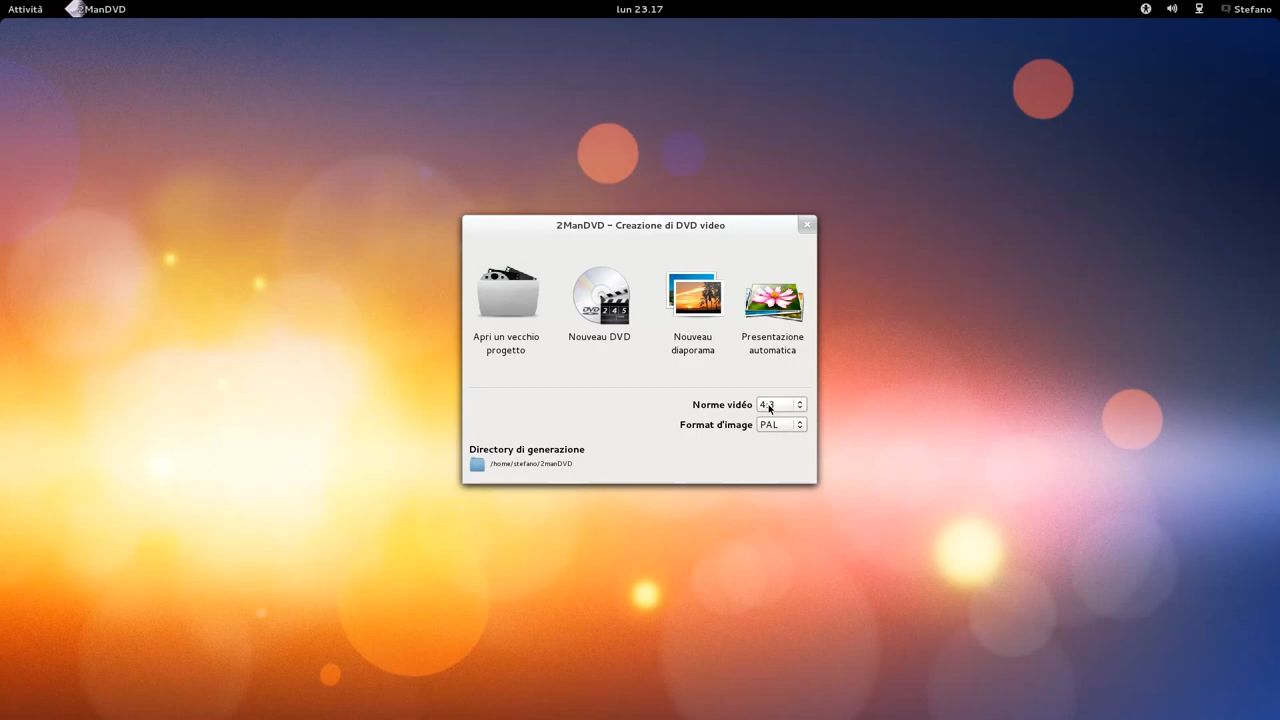 Attività
2ManDVD
lun 23.17
Stefano
2ManDVD – Creazione di DVD video
Apri un vecchio
progetto
Nouveau DVD
Nouveau
diaporama
Presentazione
automatica
Norme vidéo 4:3
Format d'image PAL
Directory di generazione
/home/stefano/2manDVD